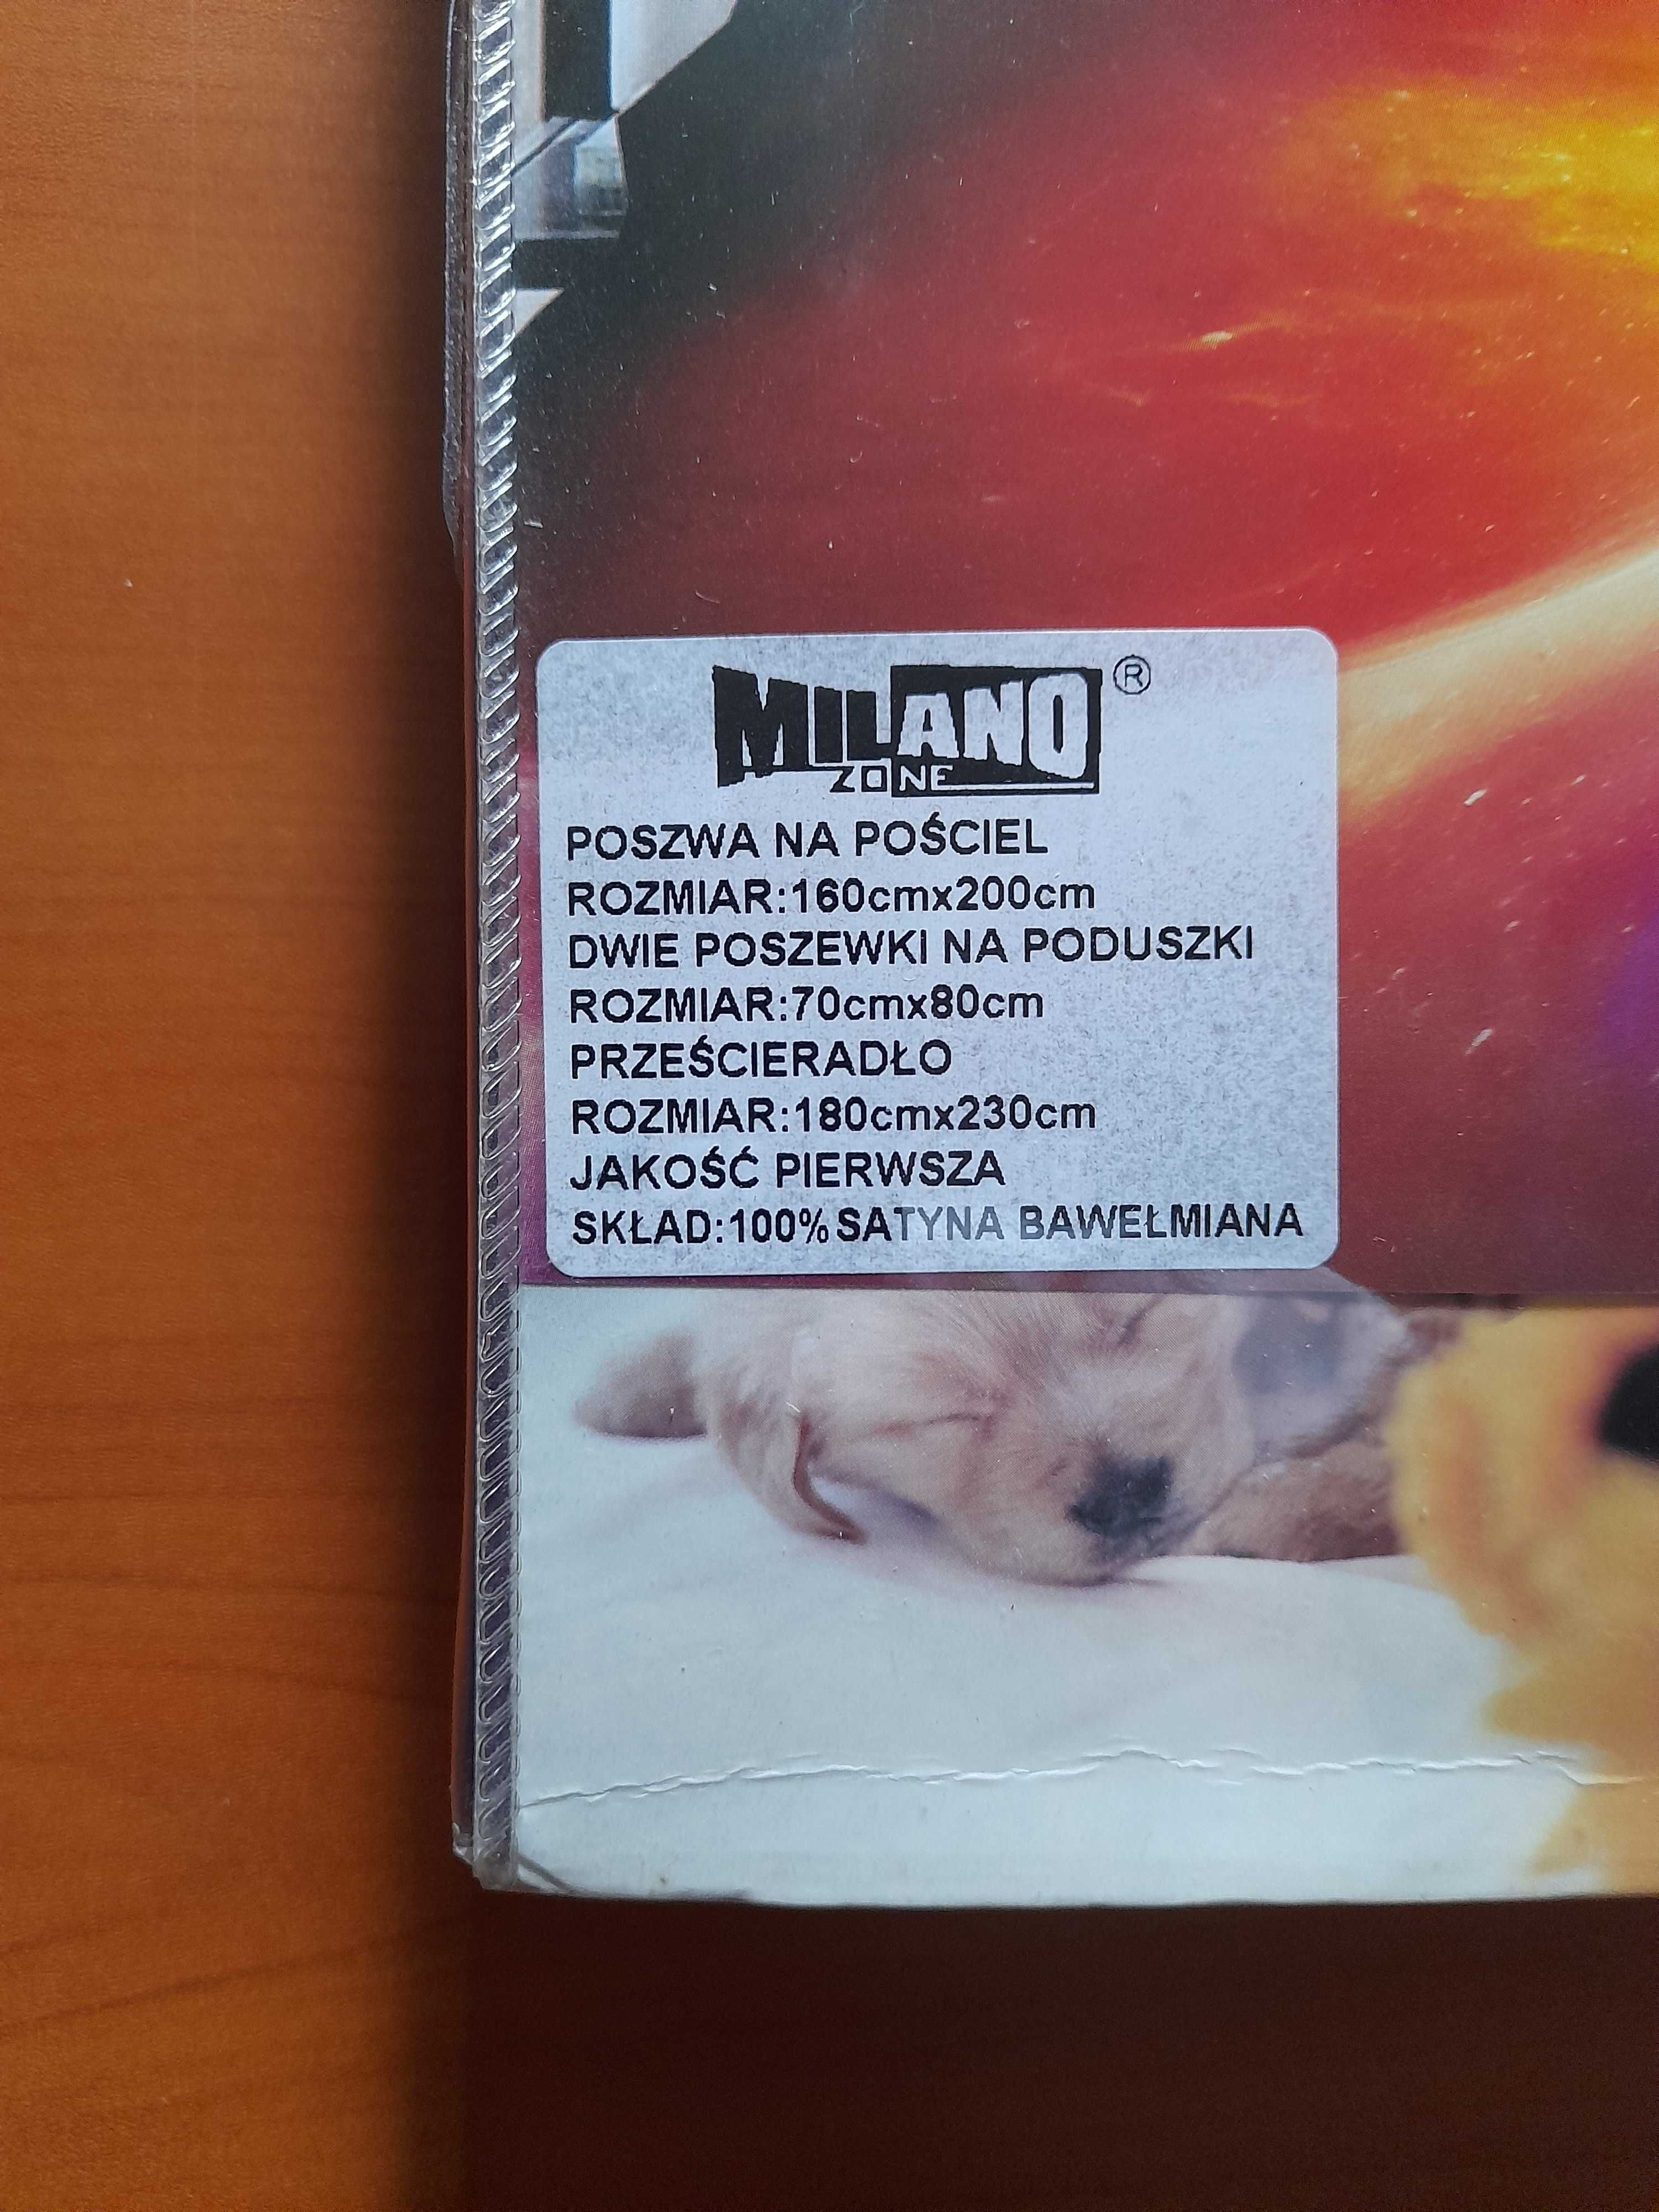 MILANO ®
ZONE
POSZWA NA POŚCIEL
ROZMIAR:160cmx200cm
DWIE POSZEWKI NA PODUSZKI
ROZMIAR:70cmx80cm
PRZEŚCIERADŁO
ROZMIAR:180cmx230cm
JAKOŚĆ PIERWSZA
SKŁAD:100% SATYNA BAWEŁMIANA